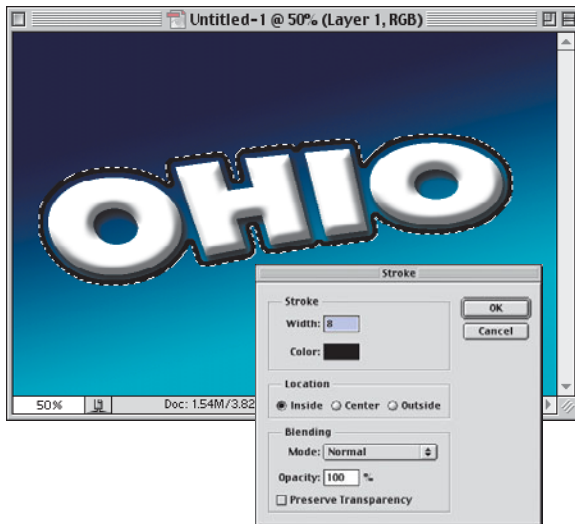 Untitled-1 @ 50% (Layer 1, RGB)
OHIO
Stroke
Stroke
Width: 8
OK
Cancel
Color:
Location
Inside Center Outside
50% Doc: 1.54M/3.82
Blending
Mode: Normal
Opacity: 100 %
Preserve Transparency